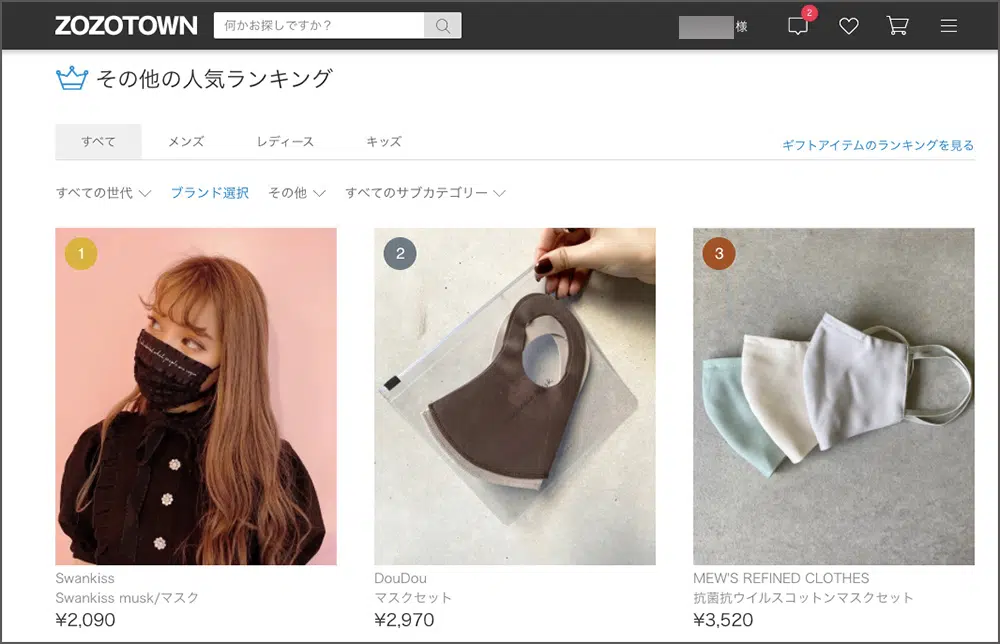 ZOZOTOWN 何かお探しですか？ 様 2
その他の人気ランキング
すべて メンズ レディース キッズ ギフトアイテムのランキングを見る
すべての世代 ブランド選択 その他 すべてのサブカテゴリー
1 2 3
Swankiss
Swankiss musk/マスク
¥2,090
DouDou
マスクセット
¥2,970
MEW'S REFINED CLOTHES
抗菌抗ウイルスコットンマスクセット
¥3,520